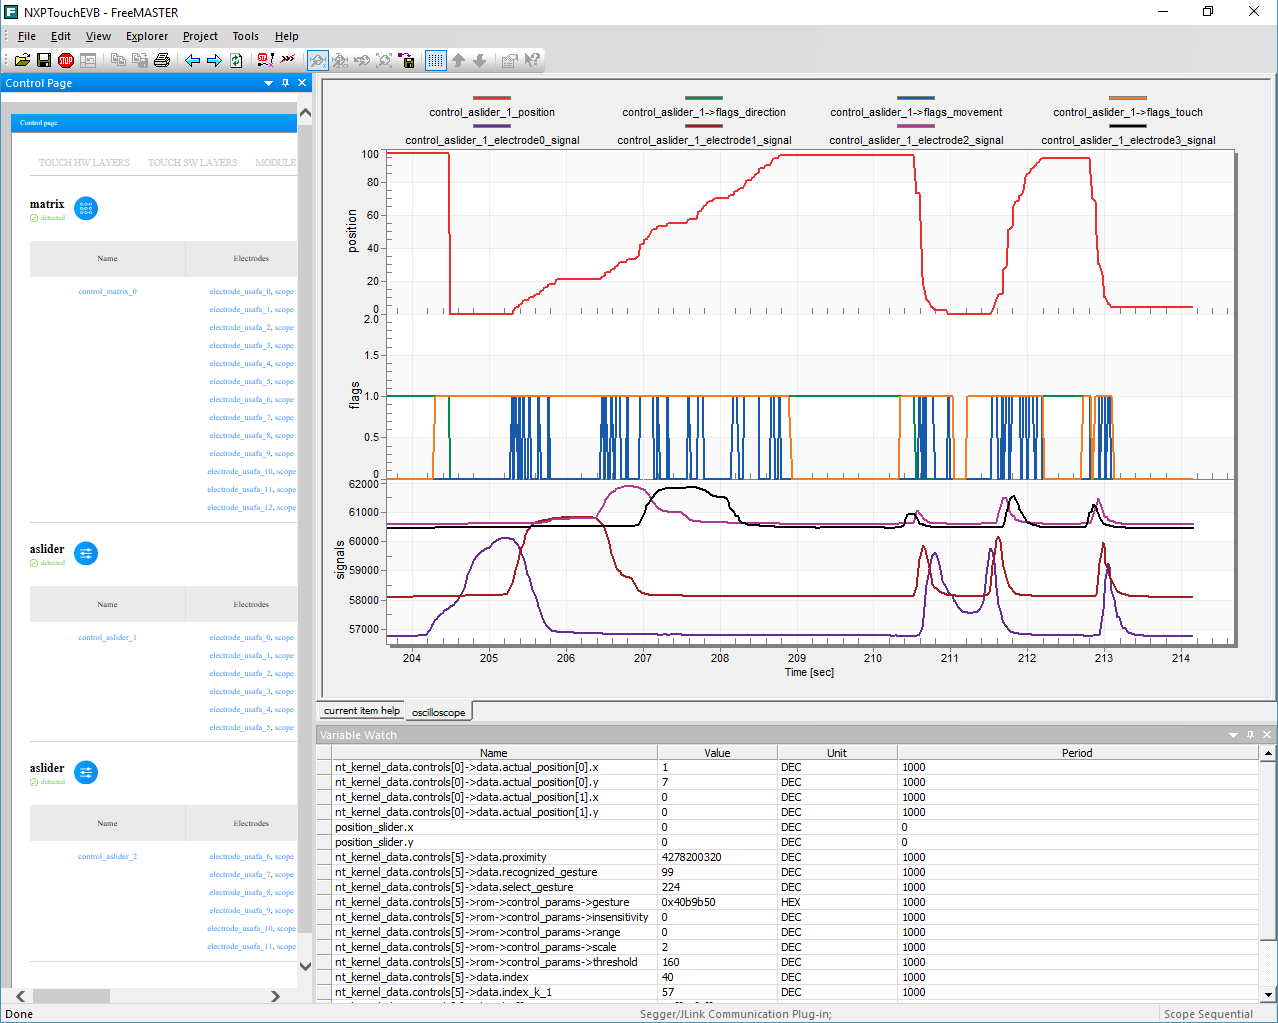 NXPTouchEVB - FreeMASTER
File Edit View Explorer Project Tools Help
Control Page
Control page
TOUCH HW LAYERS TOUCH SW LAYERS MODULE
matrix
detected
Name Electrodes
control_matrix_0 electrode_usafa_0, scope
electrode_usafa_1, scope
electrode_usafa_2, scope
electrode_usafa_3, scope
electrode_usafa_4, scope
electrode_usafa_5, scope
electrode_usafa_6, scope
electrode_usafa_7, scope
electrode_usafa_8, scope
electrode_usafa_9, scope
electrode_usafa_10, scope
electrode_usafa_11, scope
electrode_usafa_12, scope
aslider
detected
Name Electrodes
control_aslider_1 electrode_usafa_0, scope
electrode_usafa_1, scope
electrode_usafa_2, scope
electrode_usafa_3, scope
electrode_usafa_4, scope
electrode_usafa_5, scope
aslider
detected
Name Electrodes
control_aslider_2 electrode_usafa_6, scope
electrode_usafa_7, scope
electrode_usafa_8, scope
electrode_usafa_9, scope
electrode_usafa_10, scope
electrode_usafa_11, scope
control_aslider_1_position control_aslider_1->flags_direction control_aslider_1->flags_movement control_aslider_1->flags_touch
control_aslider_1_electrode0_signal control_aslider_1_electrode1_signal control_aslider_1_electrode2_signal control_aslider_1_electrode3_signal
100
80
60
40
20
0
position
2.0
1.5
1.0
0.5
0
flags
62000
61000
60000
59000
58000
57000
signals
204 205 206 207 208 209 210 211 212 213 214
Time [sec]
current item help oscilloscope
Variable Watch
Name Value Unit Period
nt_kernel_data.controls[0]->data.actual_position[0].x 1 DEC 1000
nt_kernel_data.controls[0]->data.actual_position[0].y 7 DEC 1000
nt_kernel_data.controls[0]->data.actual_position[1].x 0 DEC 1000
nt_kernel_data.controls[0]->data.actual_position[1].y 0 DEC 1000
position_slider.x 0 DEC 0
position_slider.y 0 DEC 0
nt_kernel_data.controls[5]->data.proximity 4278200320 DEC 1000
nt_kernel_data.controls[5]->data.recognized_gesture 99 DEC 1000
nt_kernel_data.controls[5]->data.select_gesture 224 DEC 1000
nt_kernel_data.controls[5]->rom->control_params->gesture 0x40b9b50 HEX 1000
nt_kernel_data.controls[5]->rom->control_params->insensitivity 0 DEC 1000
nt_kernel_data.controls[5]->rom->control_params->range 0 DEC 1000
nt_kernel_data.controls[5]->rom->control_params->scale 2 DEC 1000
nt_kernel_data.controls[5]->rom->control_params->threshold 160 DEC 1000
nt_kernel_data.controls[5]->data.index 40 DEC 1000
nt_kernel_data.controls[5]->data.index_k_1 57 DEC 1000
Done Segger/JLink Communication Plug-in; Scope Sequential